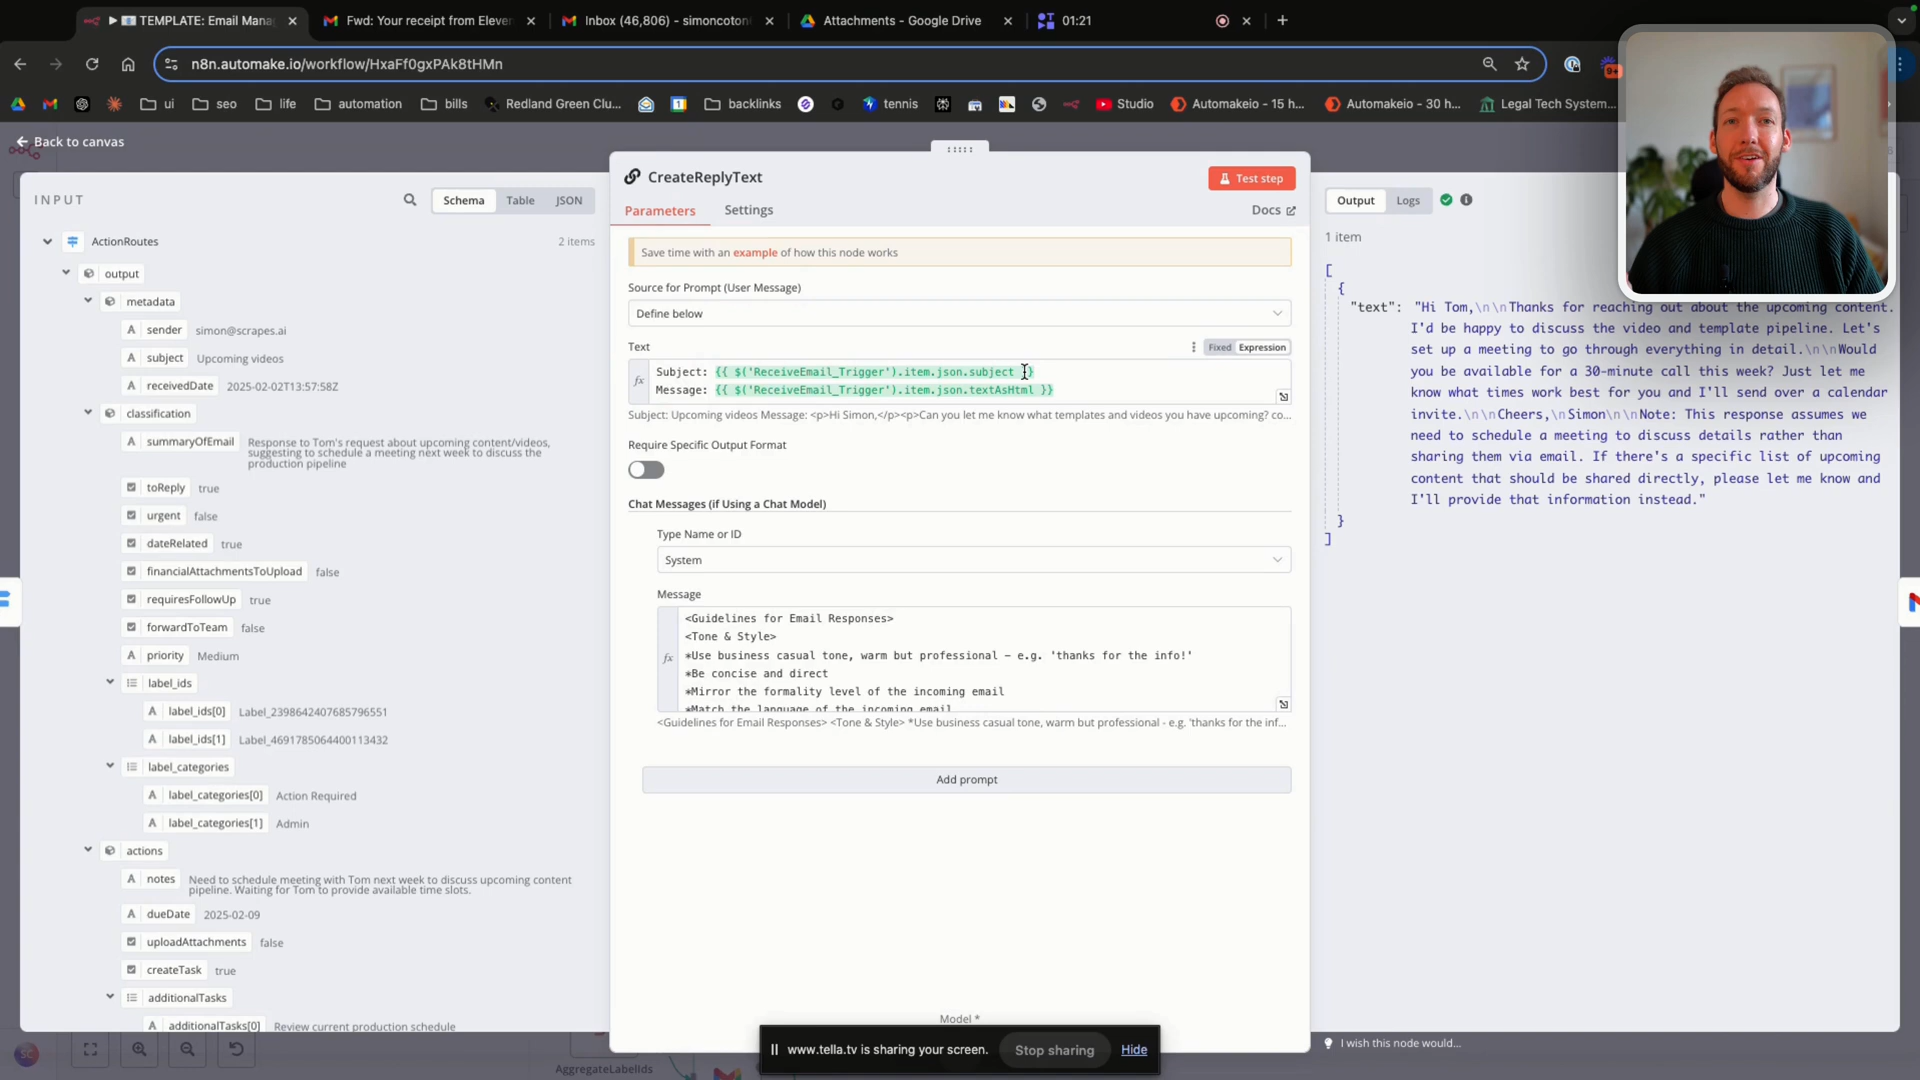 TEMPLATE: Email Mana
Fwd: Your receipt from Eleven
Inbox (46,806) - simoncoton
Attachments - Google Drive
01:21
n8n.automake.io/workflow/HxaFf0gxPAk8tHMn
ui
seo
life
automation
bills
Redland Green Clu...
backlinks
tennis
Studio
Automakeio - 15 h...
Automakeio - 30 h...
Legal Tech System...
Back to canvas
INPUT
Schema
Table
JSON
ActionRoutes
2 items
output
metadata
A sender simon@scrapes.ai
A subject Upcoming videos
A receivedDate 2025-02-02T13:57:58Z
classification
A summaryOfEmail Response to Tom's request about upcoming content/videos,
suggesting to schedule a meeting next week to discuss the
production pipeline
toReply true
urgent false
dateRelated true
financialAttachmentsToUpload false
requiresFollowUp true
forwardToTeam false
A priority Medium
label_ids
A label_ids[0] Label_2398642407685796551
A label_ids[1] Label_4691785064400113432
label_categories
A label_categories[0] Action Required
A label_categories[1] Admin
actions
A notes Need to schedule meeting with Tom next week to discuss upcoming content
pipeline. Waiting for Tom to provide available time slots.
A dueDate 2025-02-09
uploadAttachments false
createTask true
additionalTasks
A additionalTasks[0] Review current production schedule
CreateReplyText
Test step
Parameters
Settings
Docs
Save time with an example of how this node works
Source for Prompt (User Message)
Define below
Text
Fixed
Expression
fx
Subject: {{ $('ReceiveEmail_Trigger').item.json.subject }}
Message: {{ $('ReceiveEmail_Trigger').item.json.textAsHtml }}
Subject: Upcoming videos Message: <p>Hi Simon,</p><p>Can you let me know what templates and videos you have upcoming? co...
Require Specific Output Format
Chat Messages (if Using a Chat Model)
Type Name or ID
System
Message
fx
<Guidelines for Email Responses>
<Tone & Style>
*Use business casual tone, warm but professional - e.g. 'thanks for the info!'
*Be concise and direct
*Mirror the formality level of the incoming email
*Match the language of the incoming email
<Guidelines for Email Responses> <Tone & Style> *Use business casual tone, warm but professional - e.g. 'thanks for the inf...
Add prompt
Model *
Output
Logs
1 item
[
{
"text": "Hi Tom,\n\nThanks for reaching out about the upcoming content.
I'd be happy to discuss the video and template pipeline. Let's
set up a meeting to go through everything in detail.\n\nWould
you be available for a 30-minute call this week? Just let me
know what times work best for you and I'll send over a calendar
invite.\n\nCheers,\nSimon\n\nNote: This response assumes we
need to schedule a meeting to discuss details rather than
sharing them via email. If there's a specific list of upcoming
content that should be shared directly, please let me know and
I'll provide that information instead."
}
]
I wish this node would...
www.tella.tv is sharing your screen.
Stop sharing
Hide
SC
AggregateLabelIds